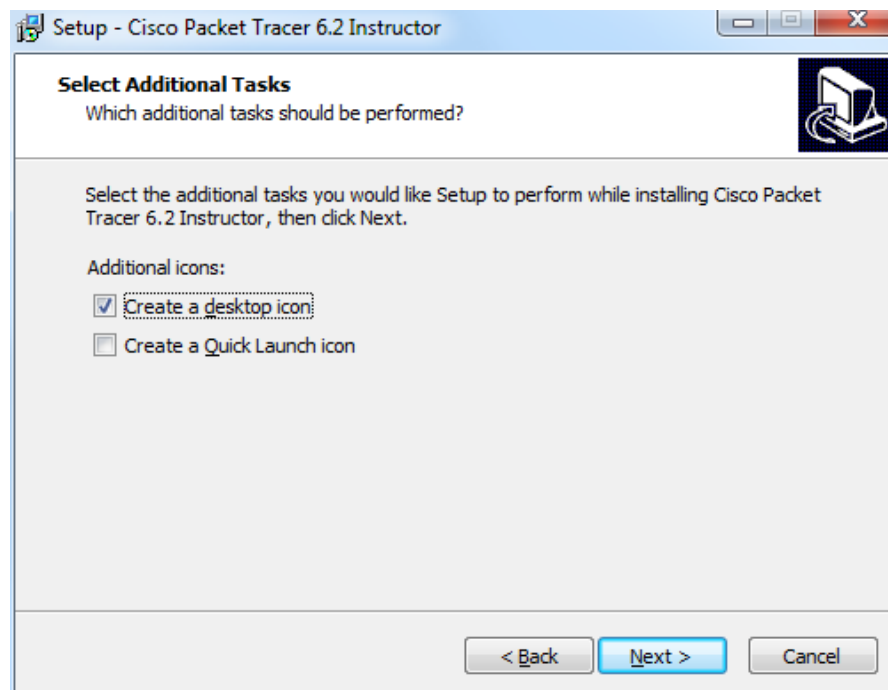 Setup - Cisco Packet Tracer 6.2 Instructor
Select Additional Tasks
Which additional tasks should be performed?
Select the additional tasks you would like Setup to perform while installing Cisco Packet
Tracer 6.2 Instructor, then click Next.
Additional icons:
Create a desktop icon
Create a Quick Launch icon
< Back
Next >
Cancel